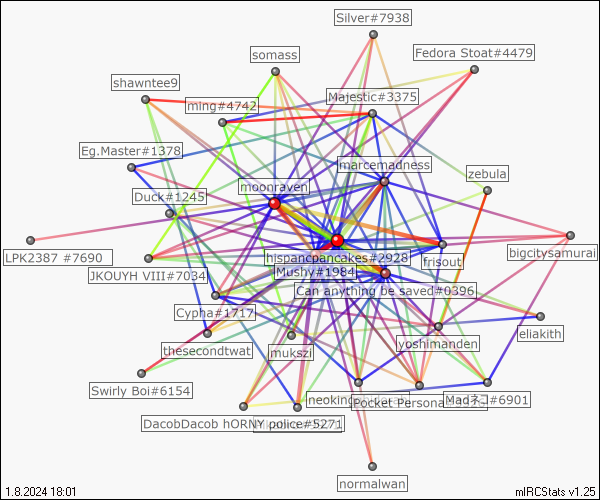 Silver#7938
Fedora Stoat#4479
somass
shawntee9
Majestic#3375
ming#4742
Eg.Master#1378
marcemadness
zebula
moonraven
Duck#1245
LPK2387 #7690
bigcitysamurai
hispancpancakes#2928
frisout
JKOUYH VIII#7034
Mushy#1984
Can anything be saved#6396
Cypha#1717
eliakith
thesecondtwat
mukszi
yoshimanden
Swirly Boi#6154
neoking
Pocket Persona
Madネコ#6901
DacobDacob hORNY police#5271
normalwan
1.8.2024 18:01
mIRCStats v1.25